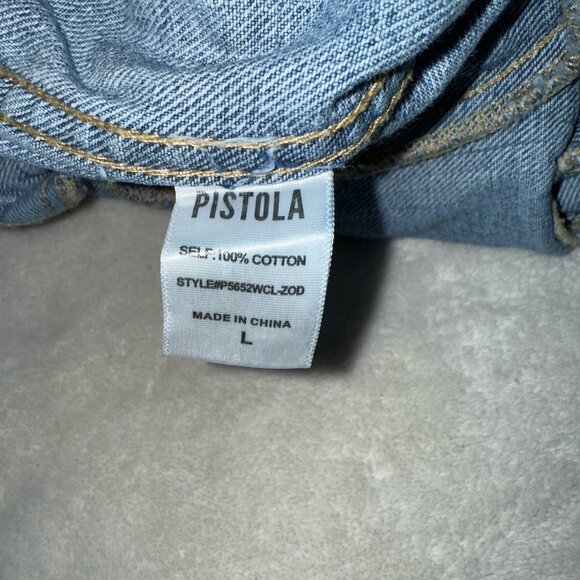 PISTOLA
SELF:100% COTTON
STYLE#P5652WCL-ZOD
MADE IN CHINA
L